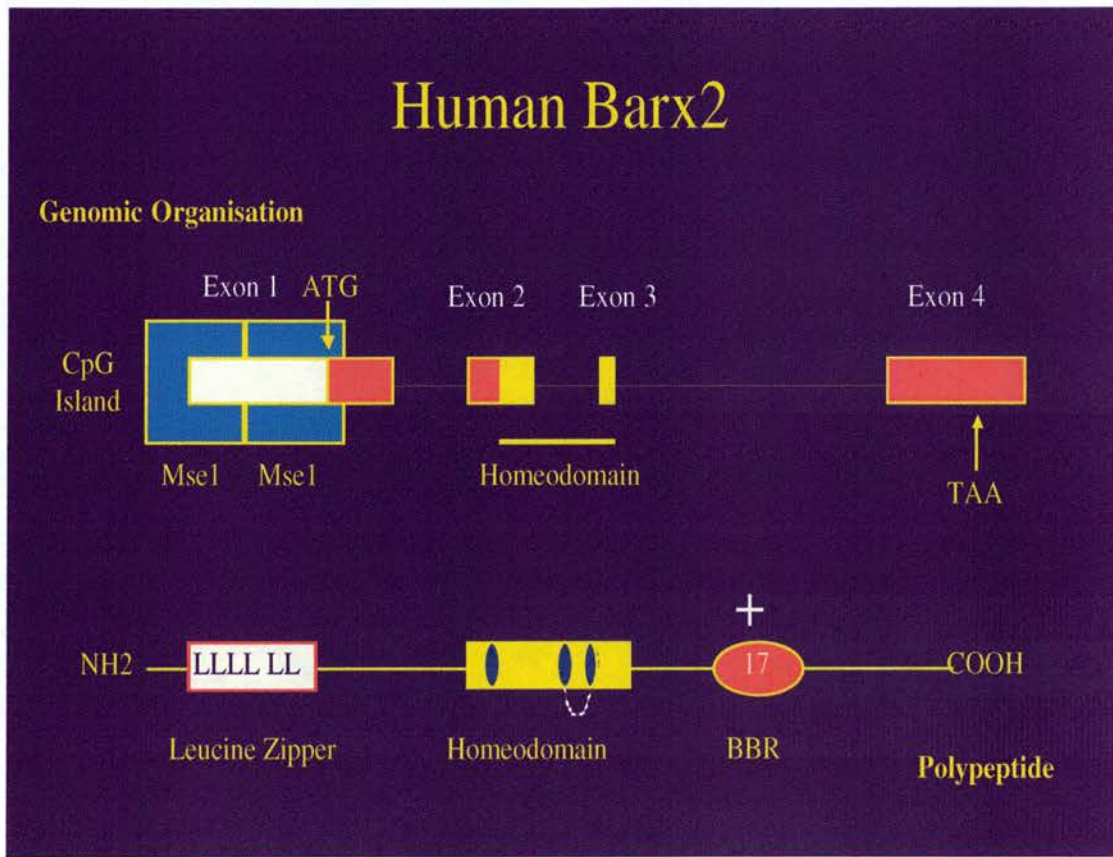 Human Barx2
Genomic Organisation
Exon 1 ATG Exon 2 Exon 3 Exon 4
CpG
Island
Mse1 Mse1 Homeodomain
TAA
+
NH2 LLLL LL 17 COOH
Leucine Zipper Homeodomain BBR
Polypeptide